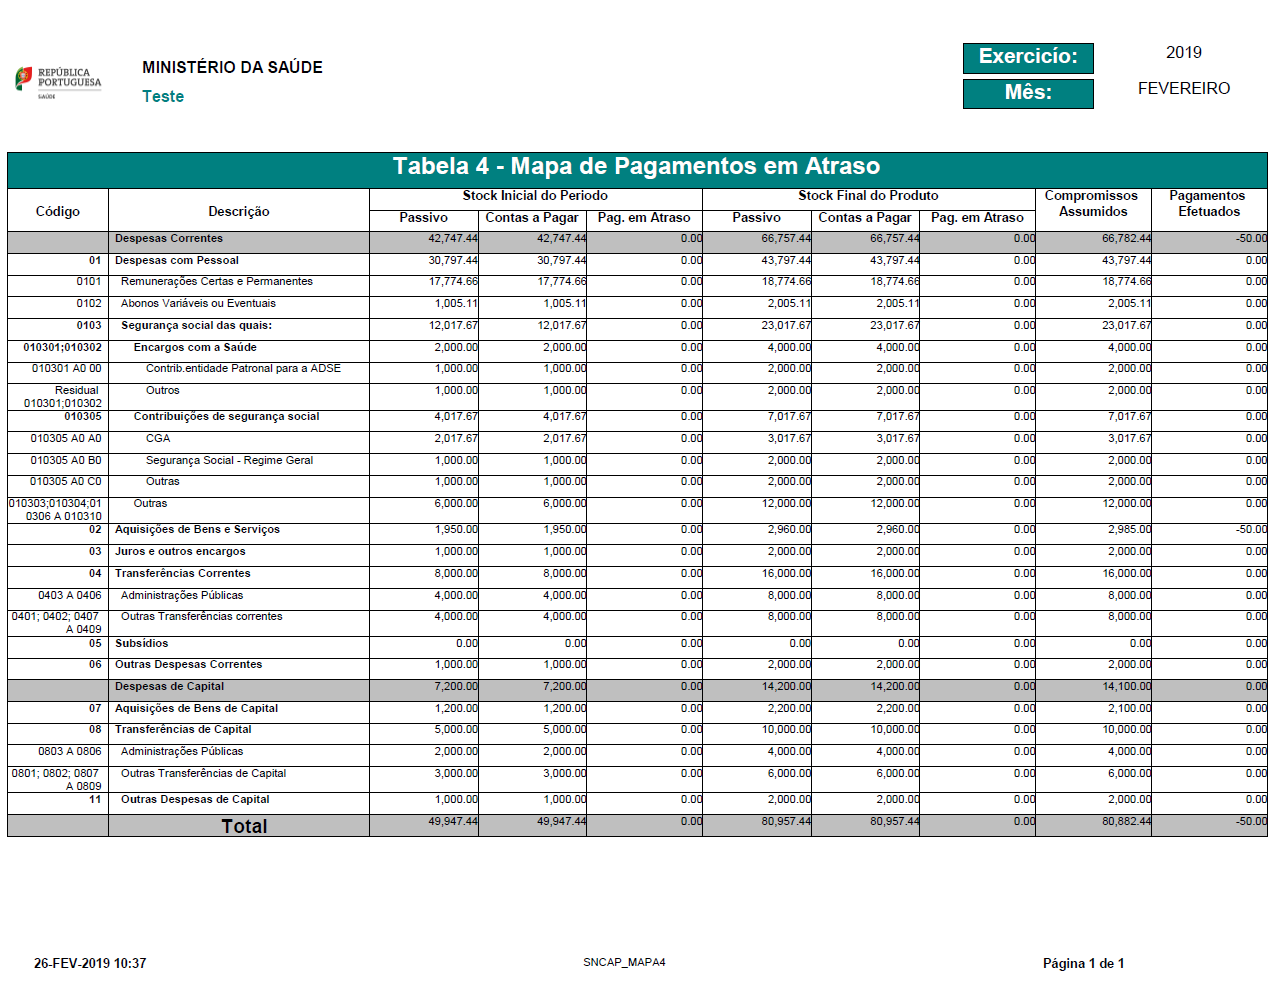 REPÚBLICA
PORTUGUESA
SAÚDE
MINISTÉRIO DA SAÚDE
Teste
Exercicío: 2019
Mês: FEVEREIRO
Tabela 4 - Mapa de Pagamentos em Atraso
Código Descrição Stock Inicial do Periodo Stock Final do Produto Compromissos Assumidos Pagamentos Efetuados
Passivo Contas a Pagar Pag. em Atraso Passivo Contas a Pagar Pag. em Atraso
Despesas Correntes 42,747.44 42,747.44 0.00 66,757.44 66,757.44 0.00 66,782.44 -50.00
01 Despesas com Pessoal 30,797.44 30,797.44 0.00 43,797.44 43,797.44 0.00 43,797.44 0.00
0101 Remunerações Certas e Permanentes 17,774.66 17,774.66 0.00 18,774.66 18,774.66 0.00 18,774.66 0.00
0102 Abonos Variáveis ou Eventuais 1,005.11 1,005.11 0.00 2,005.11 2,005.11 0.00 2,005.11 0.00
0103 Segurança social das quais: 12,017.67 12,017.67 0.00 23,017.67 23,017.67 0.00 23,017.67 0.00
010301;010302 Encargos com a Saúde 2,000.00 2,000.00 0.00 4,000.00 4,000.00 0.00 4,000.00 0.00
010301 A0 00 Contrib.entidade Patronal para a ADSE 1,000.00 1,000.00 0.00 2,000.00 2,000.00 0.00 2,000.00 0.00
Residual Outros 1,000.00 1,000.00 0.00 2,000.00 2,000.00 0.00 2,000.00 0.00
010301;010302
010305 Contribuições de segurança social 4,017.67 4,017.67 0.00 7,017.67 7,017.67 0.00 7,017.67 0.00
010305 A0 A0 CGA 2,017.67 2,017.67 0.00 3,017.67 3,017.67 0.00 3,017.67 0.00
010305 A0 B0 Segurança Social - Regime Geral 1,000.00 1,000.00 0.00 2,000.00 2,000.00 0.00 2,000.00 0.00
010305 A0 C0 Outras 1,000.00 1,000.00 0.00 2,000.00 2,000.00 0.00 2,000.00 0.00
010303;010304;01 Outras 6,000.00 6,000.00 0.00 12,000.00 12,000.00 0.00 12,000.00 0.00
0306 A 010310
02 Aquisições de Bens e Serviços 1,950.00 1,950.00 0.00 2,960.00 2,960.00 0.00 2,985.00 -50.00
03 Juros e outros encargos 1,000.00 1,000.00 0.00 2,000.00 2,000.00 0.00 2,000.00 0.00
04 Transferências Correntes 8,000.00 8,000.00 0.00 16,000.00 16,000.00 0.00 16,000.00 0.00
0403 A 0406 Administrações Públicas 4,000.00 4,000.00 0.00 8,000.00 8,000.00 0.00 8,000.00 0.00
0401; 0402; 0407 Outras Transferências correntes 4,000.00 4,000.00 0.00 8,000.00 8,000.00 0.00 8,000.00 0.00
A 0409
05 Subsídios 0.00 0.00 0.00 0.00 0.00 0.00 0.00 0.00
06 Outras Despesas Correntes 1,000.00 1,000.00 0.00 2,000.00 2,000.00 0.00 2,000.00 0.00
Despesas de Capital 7,200.00 7,200.00 0.00 14,200.00 14,200.00 0.00 14,100.00 0.00
07 Aquisições de Bens de Capital 1,200.00 1,200.00 0.00 2,200.00 2,200.00 0.00 2,100.00 0.00
08 Transferências de Capital 5,000.00 5,000.00 0.00 10,000.00 10,000.00 0.00 10,000.00 0.00
0803 A 0806 Administrações Públicas 2,000.00 2,000.00 0.00 4,000.00 4,000.00 0.00 4,000.00 0.00
0801; 0802; 0807 Outras Transferências de Capital 3,000.00 3,000.00 0.00 6,000.00 6,000.00 0.00 6,000.00 0.00
A 0809
11 Outras Despesas de Capital 1,000.00 1,000.00 0.00 2,000.00 2,000.00 0.00 2,000.00 0.00
Total 49,947.44 49,947.44 0.00 80,957.44 80,957.44 0.00 80,882.44 -50.00
26-FEV-2019 10:37 SNCAP_MAPA4 Página 1 de 1